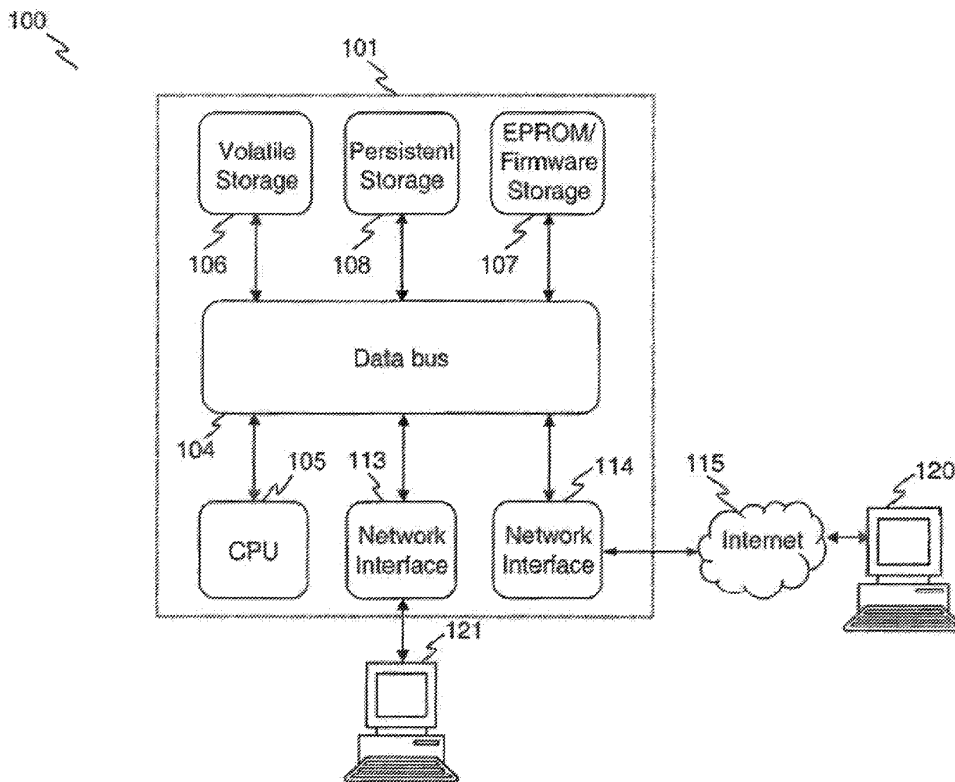 100
101
Volatile
Storage
Persistent
Storage
EPROM/
Firmware
Storage
106
108
107
Data bus
104
105
113
114
115
120
CPU
Network
Interface
Network
Interface
Internet
121